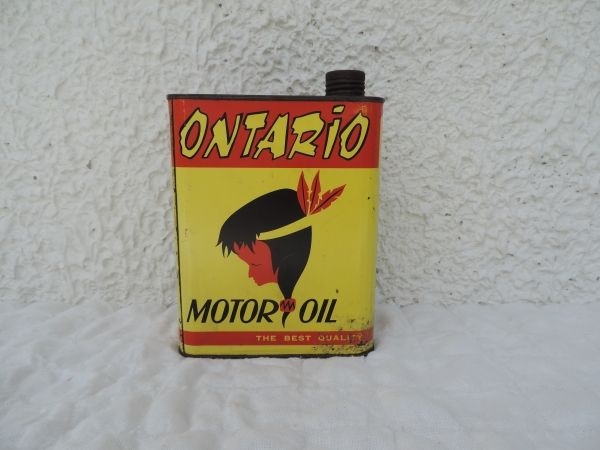 ONTARiO
MOTOR OIL
THE BEST QUALITY